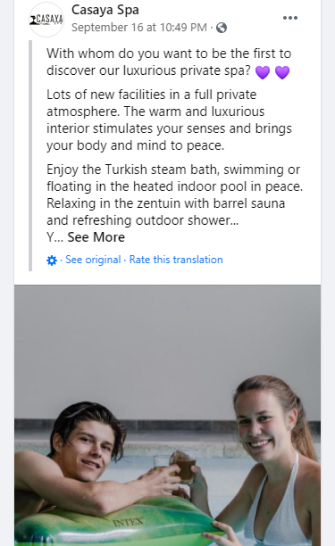 CASAYA
Casaya Spa
September 16 at 10:49 PM ·
With whom do you want to be the first to
discover our luxurious private spa? 💜 💜
Lots of new facilities in a full private
atmosphere. The warm and luxurious
interior stimulates your senses and brings
your body and mind to peace.
Enjoy the Turkish steam bath, swimming or
floating in the heated indoor pool in peace.
Relaxing in the zentuin with barrel sauna
and refreshing outdoor shower...
Y... See More
· See original · Rate this translation
INTEX